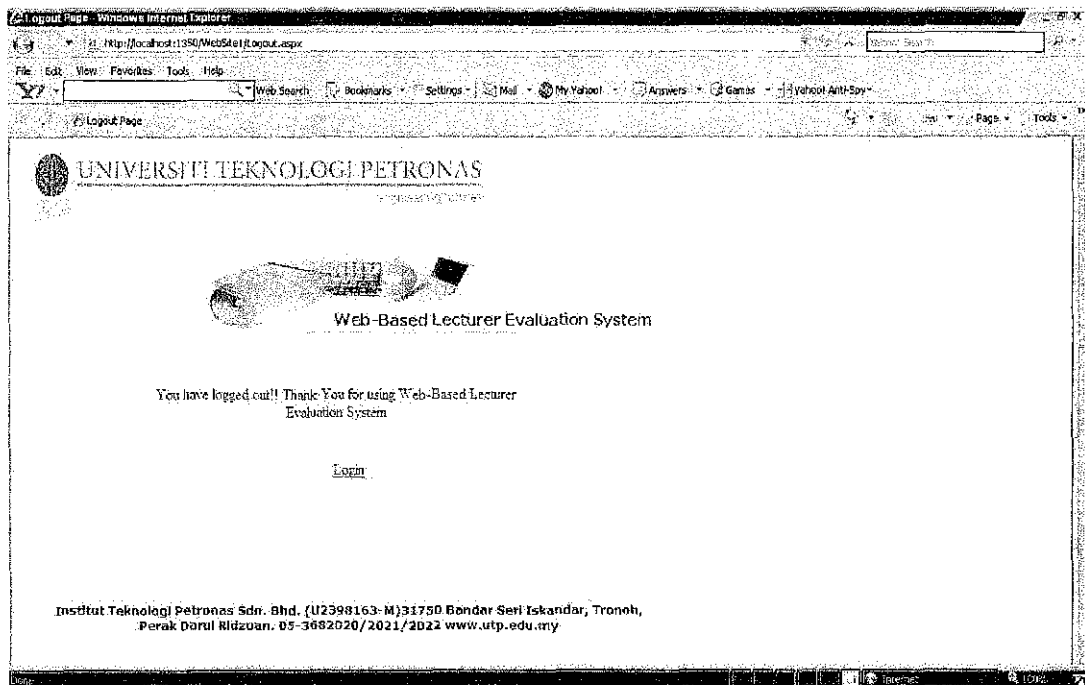 Logout Page - Windows Internet Explorer
http://localhost:1350/WebSite1/Logout.aspx
Yahoo! Search
File Edit View Favorites Tools Help
Y! Web Search Bookmarks Settings Mail My Yahoo! Answers Games Yahoo! Anti-Spy
Logout Page Page Tools
UNIVERSITI TEKNOLOGI PETRONAS
Web-Based Lecturer Evaluation System
You have logged out!! Thank You for using Web-Based Lecturer
Evaluation System
Login
Institut Teknologi Petronas Sdn. Bhd. (U2398163-M)31750 Bandar Seri Iskandar, Tronoh,
Perak Darul Ridzuan. 05-3682020/2021/2022 www.utp.edu.my
Done Internet 100%